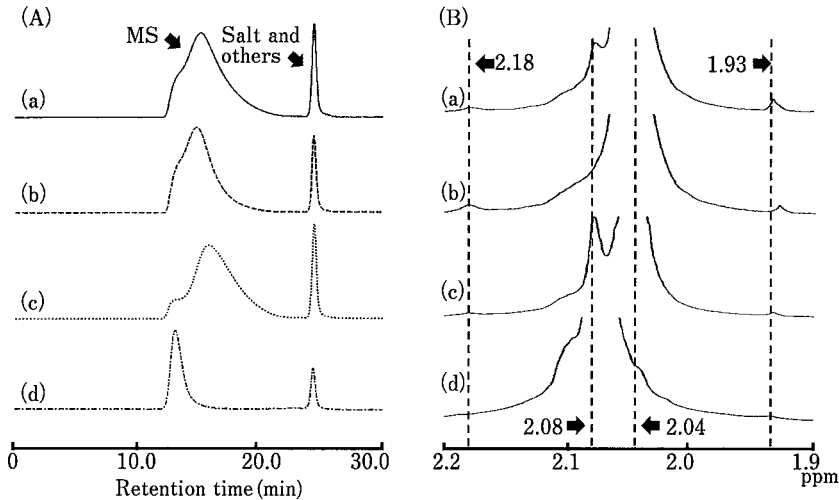 (A)
MS
Salt and
others
(a)
(b)
(c)
(d)
0
10.0
20.0
30.0
Retention time (min)
(B)
2.18
1.93
(a)
(b)
(c)
(d)
2.08
2.04
2.2
2.1
2.0
1.9
ppm